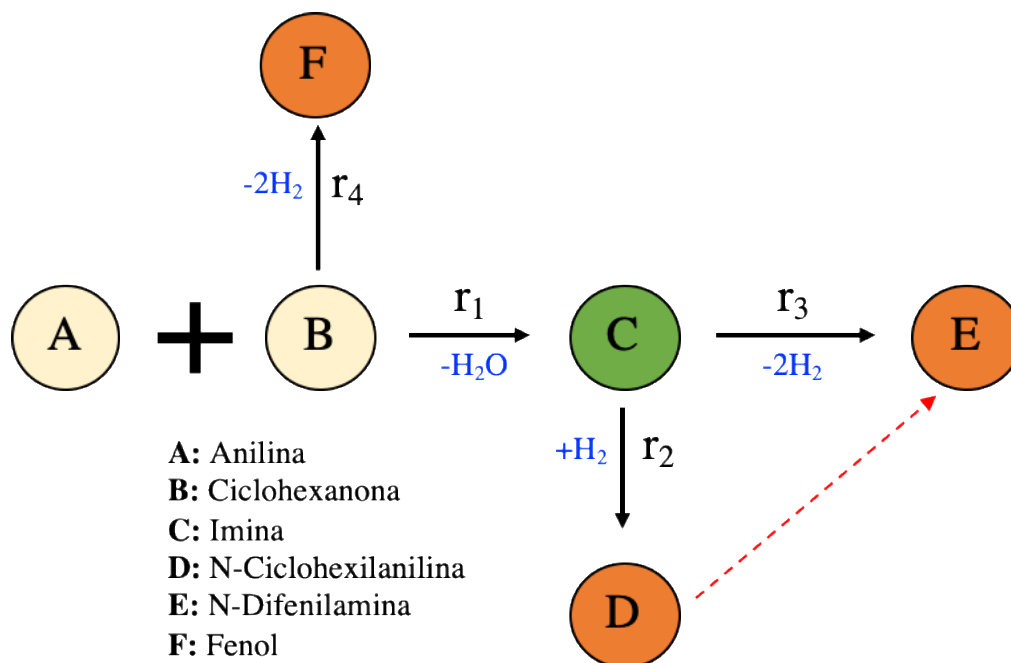 F
-2H₂ r₄
A + B r₁ C r₃ E
-H₂O -2H₂
+H₂ r₂
A: Anilina
B: Ciclohexanona
C: Imina
D: N-Ciclohexilanilina
E: N-Difenilamina
F: Fenol
D